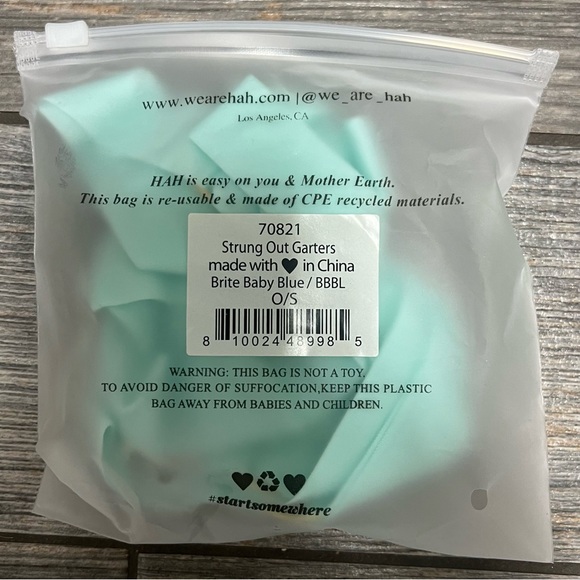 www.wearehah.com | @we_are_hah
Los Angeles, CA
HAH is easy on you & Mother Earth.
This bag is re-usable & made of CPE recycled materials.
70821
Strung Out Garters
made with ♥ in China
Brite Baby Blue / BBBL
O/S
8 10024 48998 5
WARNING: THIS BAG IS NOT A TOY.
TO AVOID DANGER OF SUFFOCATION,KEEP THIS PLASTIC
BAG AWAY FROM BABIES AND CHILDREN.
#startsomewhere